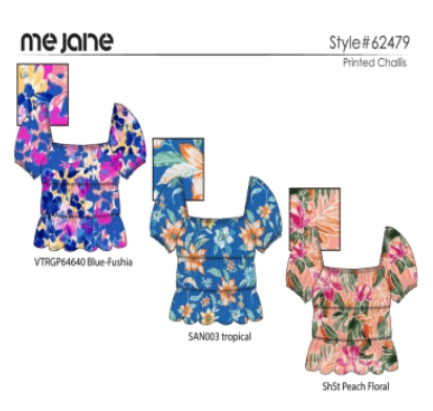 me jane
Style#62479
Printed Challis
VTRGP64640 Blue-Fushia
SAN003 tropical
ShSt Peach Floral